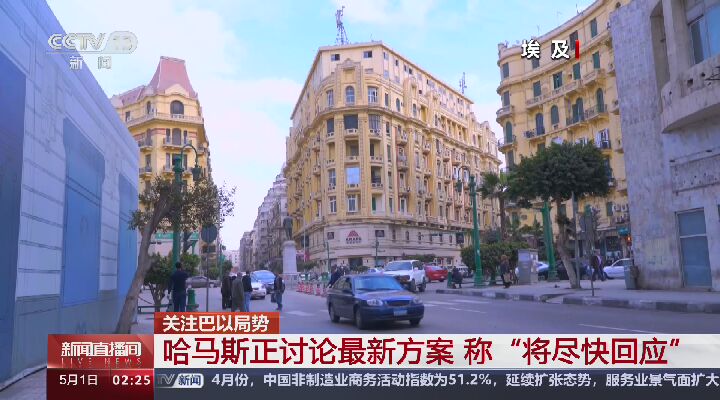 CCTV 13
新闻
埃及
关注巴以局势
新闻直播间
LIVE NEWS
哈马斯正讨论最新方案 称“将尽快回应”
5月1日 02:25
CCTV新闻 4月份，中国非制造业商务活动指数为51.2%，延续扩张态势，服务业景气面扩大